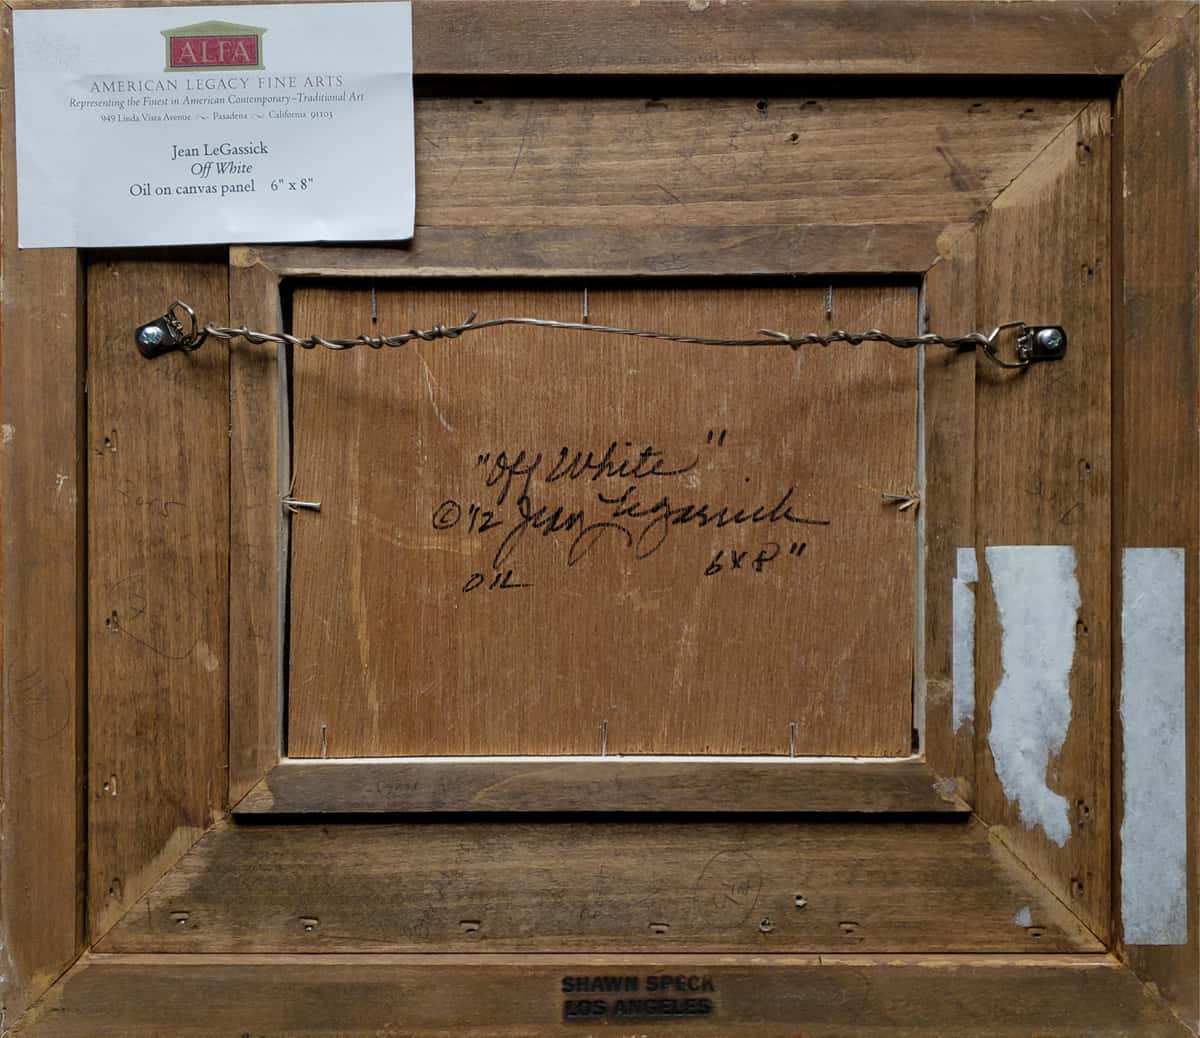 ALFA
AMERICAN LEGACY FINE ARTS
Representing the Finest in American Contemporary–Traditional Art
949 Linda Vista Avenue ~ Pasadena ~ California 91103
Jean LeGassick
Off White
Oil on canvas panel 6" x 8"
"Off White"
© '12 Jean Legassick
OIL 6 x 8"
SHAWN SPECK
LOS ANGELES